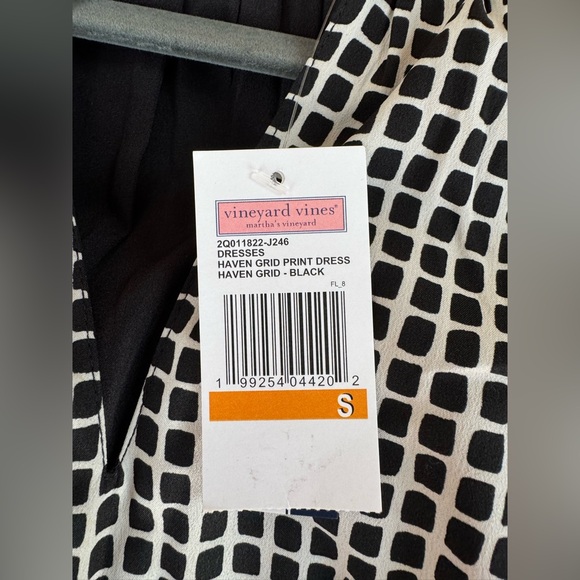 vineyard vines®
martha's vineyard
2Q011822-J246
DRESSES
HAVEN GRID PRINT DRESS
HAVEN GRID - BLACK
FL_8
1 99254 04420 2
S